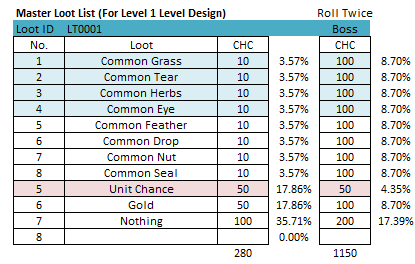 Master Loot List (For Level 1 Level Design) Roll Twice
Loot ID LT0001 Boss
No. Loot CHC CHC
1 Common Grass 10 3.57% 100 8.70%
2 Common Tear 10 3.57% 100 8.70%
3 Common Herbs 10 3.57% 100 8.70%
4 Common Eye 10 3.57% 100 8.70%
5 Common Feather 10 3.57% 100 8.70%
6 Common Drop 10 3.57% 100 8.70%
7 Common Nut 10 3.57% 100 8.70%
8 Common Seal 10 3.57% 100 8.70%
5 Unit Chance 50 17.86% 50 4.35%
6 Gold 50 17.86% 100 8.70%
7 Nothing 100 35.71% 200 17.39%
8 0.00%
280 1150